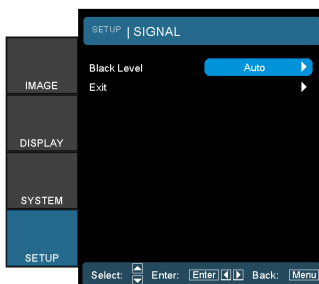 SETUP | SIGNAL
Black Level Auto
Exit
IMAGE
DISPLAY
SYSTEM
SETUP
Select: Enter: Enter Back: Menu